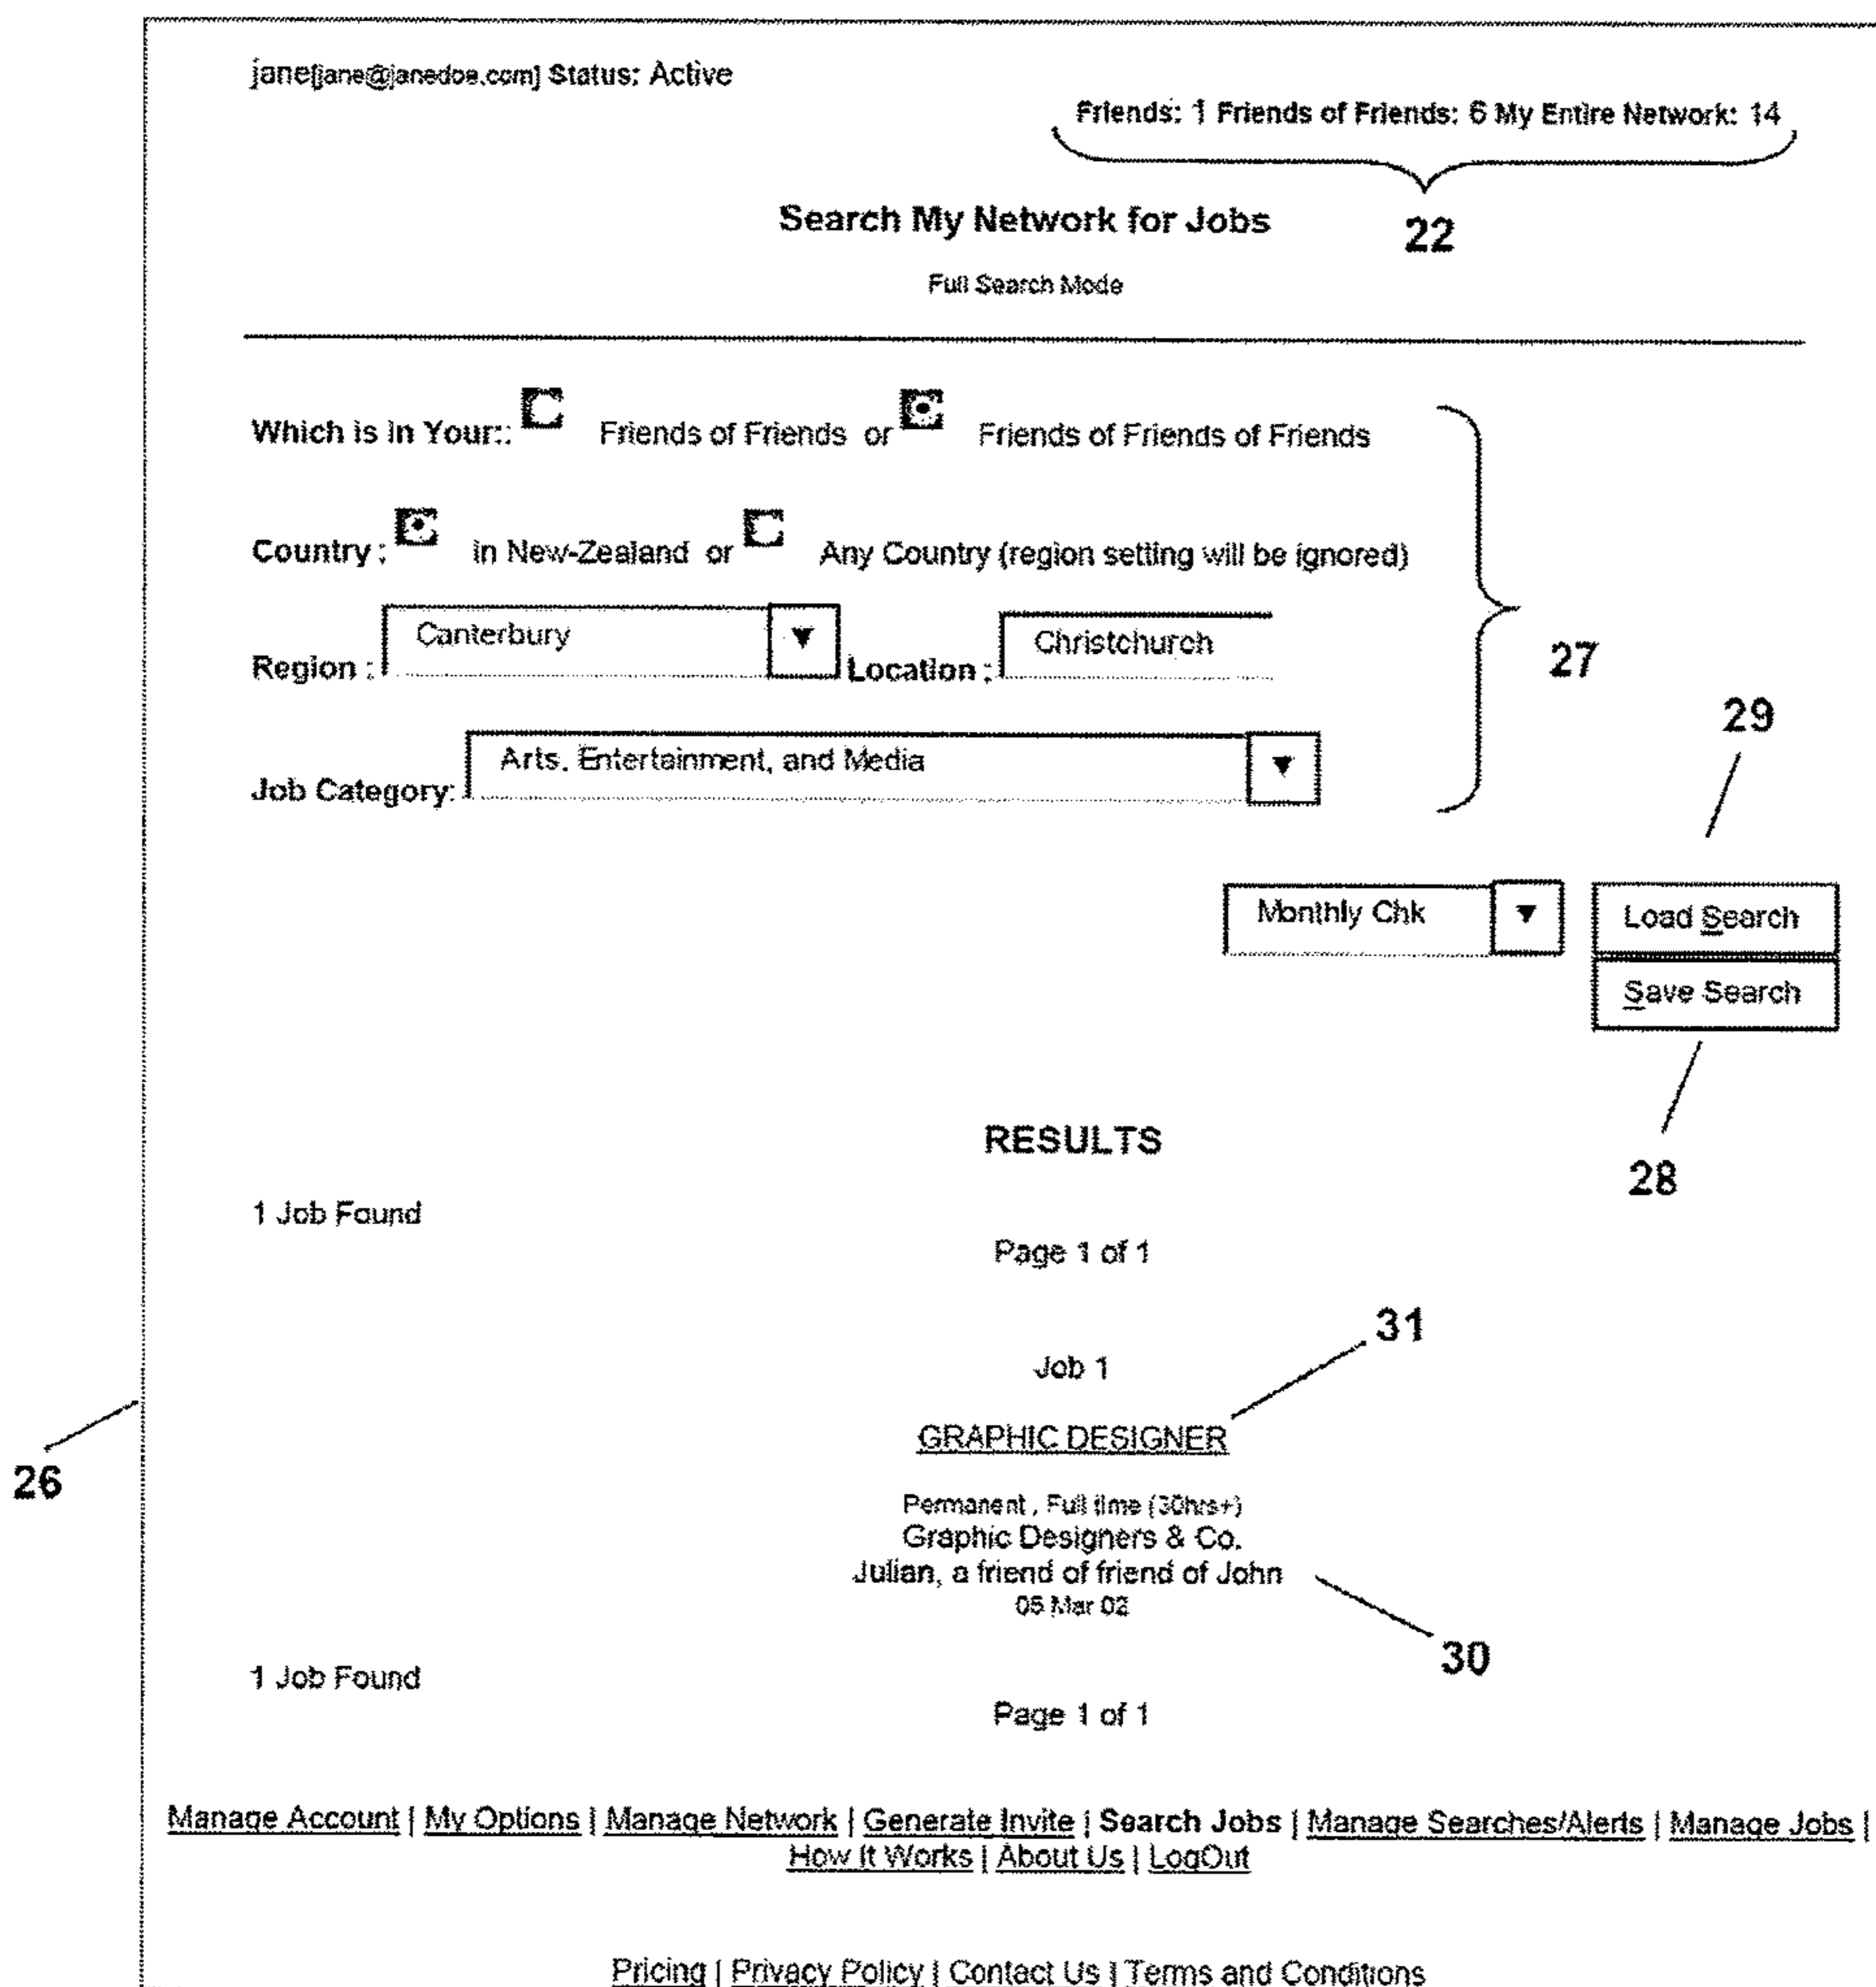 jane[jane@janedoe.com] Status: Active
Friends: 1 Friends of Friends: 6 My Entire Network: 14
22
Search My Network for Jobs
Full Search Mode
Which is in Your:: Friends of Friends or Friends of Friends of Friends
Country : in New-Zealand or Any Country (region setting will be ignored)
Region : Canterbury Location : Christchurch
27
Job Category: Arts, Entertainment, and Media
29
Monthly Chk Load Search
Save Search
28
RESULTS
1 Job Found
Page 1 of 1
31
Job 1
GRAPHIC DESIGNER
26
Permanent , Full time (30hrs+)
Graphic Designers & Co.
Julian, a friend of friend of John
05 Mar 02
30
1 Job Found
Page 1 of 1
Manage Account | My Options | Manage Network | Generate Invite | Search Jobs | Manage Searches/Alerts | Manage Jobs |
How It Works | About Us | LogOut
Pricing | Privacy Policy | Contact Us | Terms and Conditions